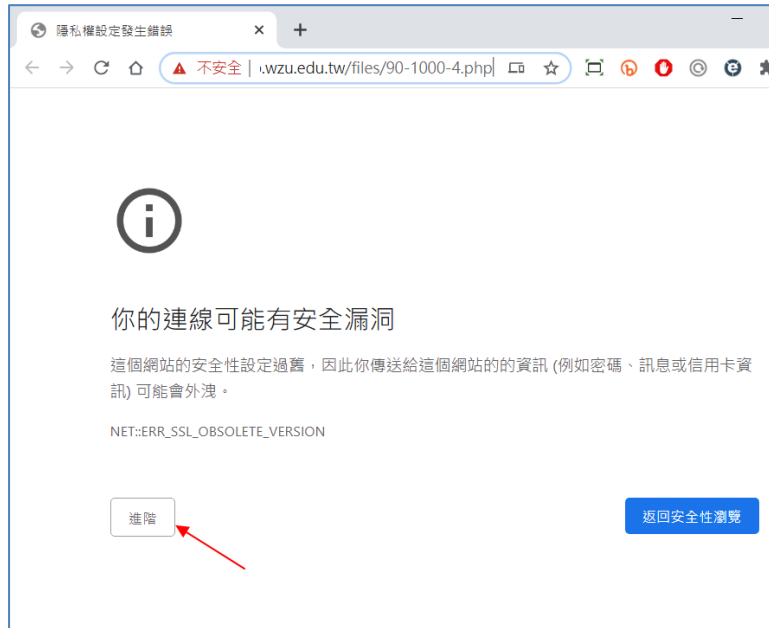 隱私權設定發生錯誤
不安全 | .wzu.edu.tw/files/90-1000-4.php
你的連線可能有安全漏洞
這個網站的安全性設定過舊，因此你傳送給這個網站的的資訊 (例如密碼、訊息或信用卡資
訊) 可能會外洩。
NET::ERR_SSL_OBSOLETE_VERSION
進階
返回安全性瀏覽